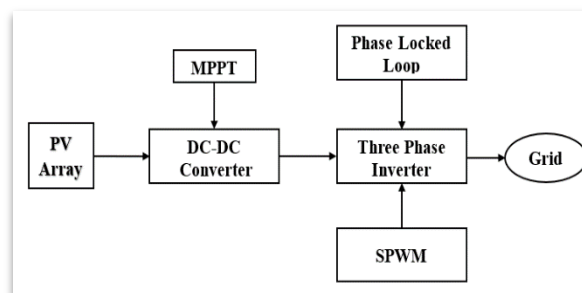 Phase Locked
Loop
MPPT
PV
Array
DC-DC
Converter
Three Phase
Inverter
Grid
SPWM